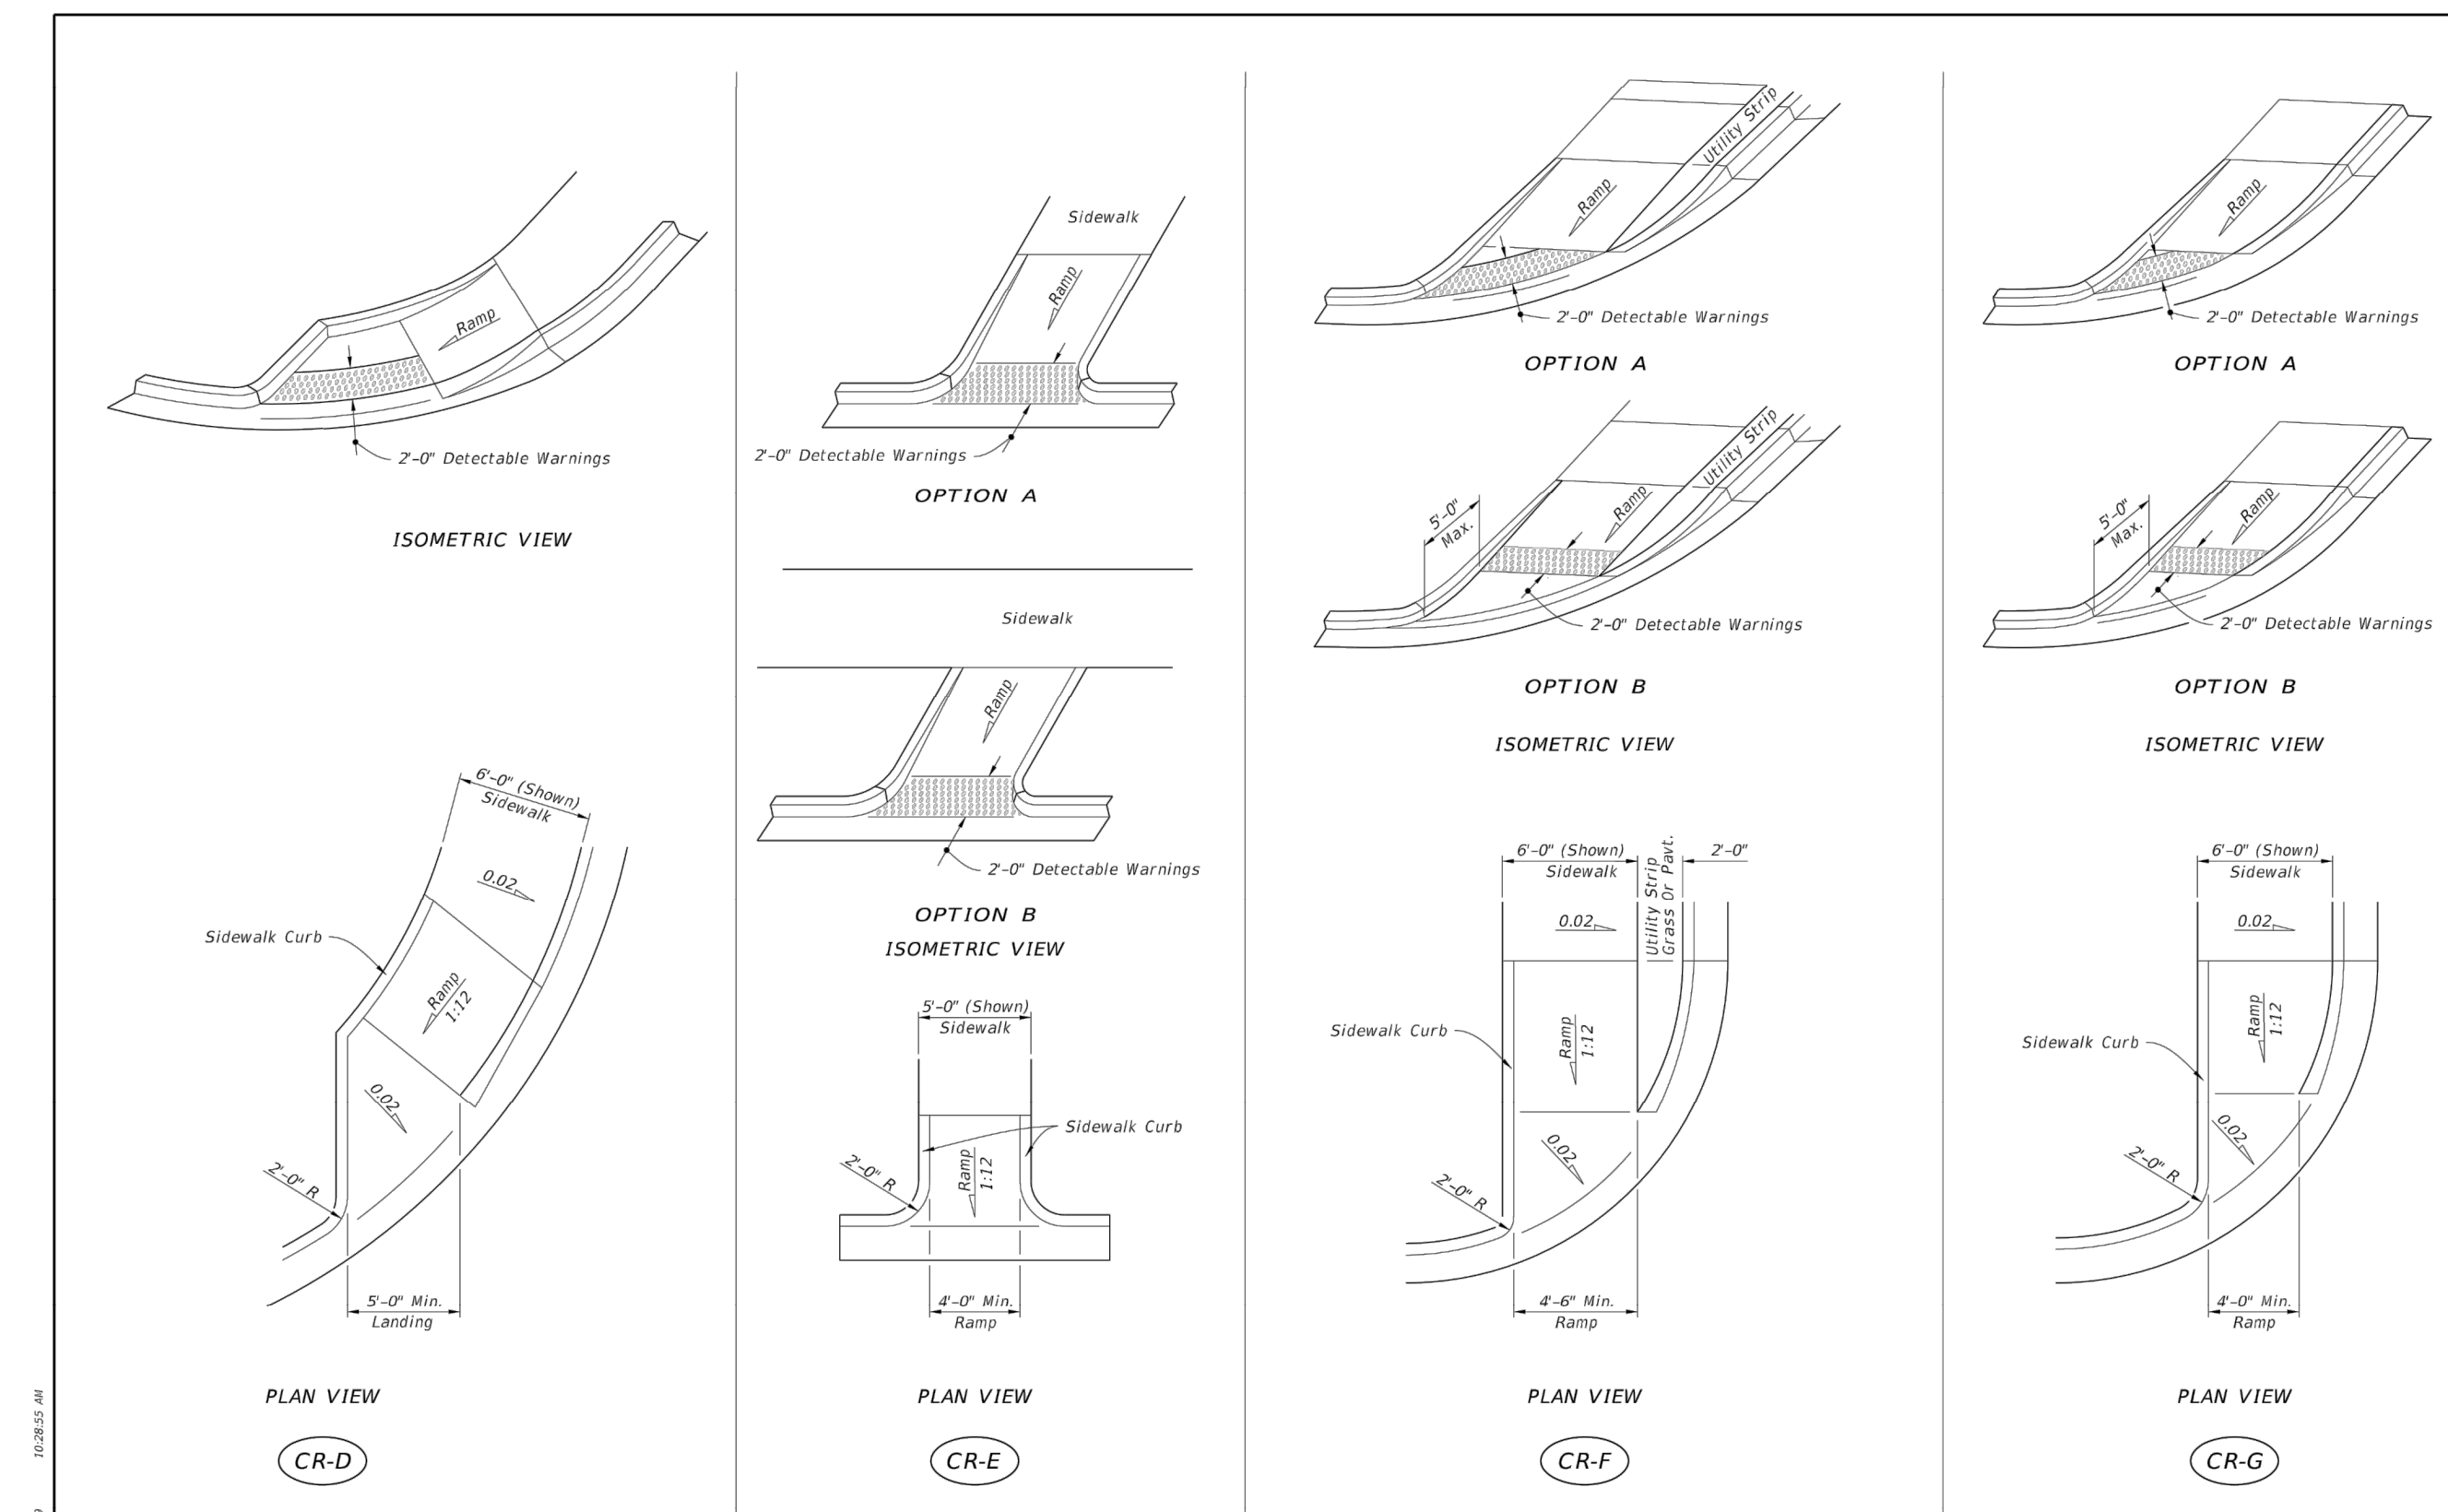 Ramp
2'-0" Detectable Warnings
ISOMETRIC VIEW
6'-0" (Shown)
Sidewalk
0.02
Sidewalk Curb
Ramp
1:12
0.02
2'-0" R
5'-0" Min.
Landing
PLAN VIEW
CR-D
Sidewalk
Ramp
2'-0" Detectable Warnings
OPTION A
Sidewalk
Ramp
2'-0" Detectable Warnings
OPTION B
ISOMETRIC VIEW
5'-0" (Shown)
Sidewalk
Sidewalk Curb
Ramp
1:12
2'-0" R
4'-0" Min.
Ramp
PLAN VIEW
CR-E
Utility Strip
Ramp
2'-0" Detectable Warnings
OPTION A
Utility Strip
5'-0"
Max.
Ramp
2'-0" Detectable Warnings
OPTION B
ISOMETRIC VIEW
6'-0" (Shown)
Sidewalk
Utility Strip
Grass Or Pavt.
2'-0"
0.02
Sidewalk Curb
Ramp
1:12
0.02
2'-0" R
4'-6" Min.
Ramp
PLAN VIEW
CR-F
Ramp
2'-0" Detectable Warnings
OPTION A
5'-0"
Max.
Ramp
2'-0" Detectable Warnings
OPTION B
ISOMETRIC VIEW
6'-0" (Shown)
Sidewalk
0.02
Sidewalk Curb
Ramp
1:12
0.02
2'-0" R
4'-0" Min.
Ramp
PLAN VIEW
CR-G
10:28:55 AM